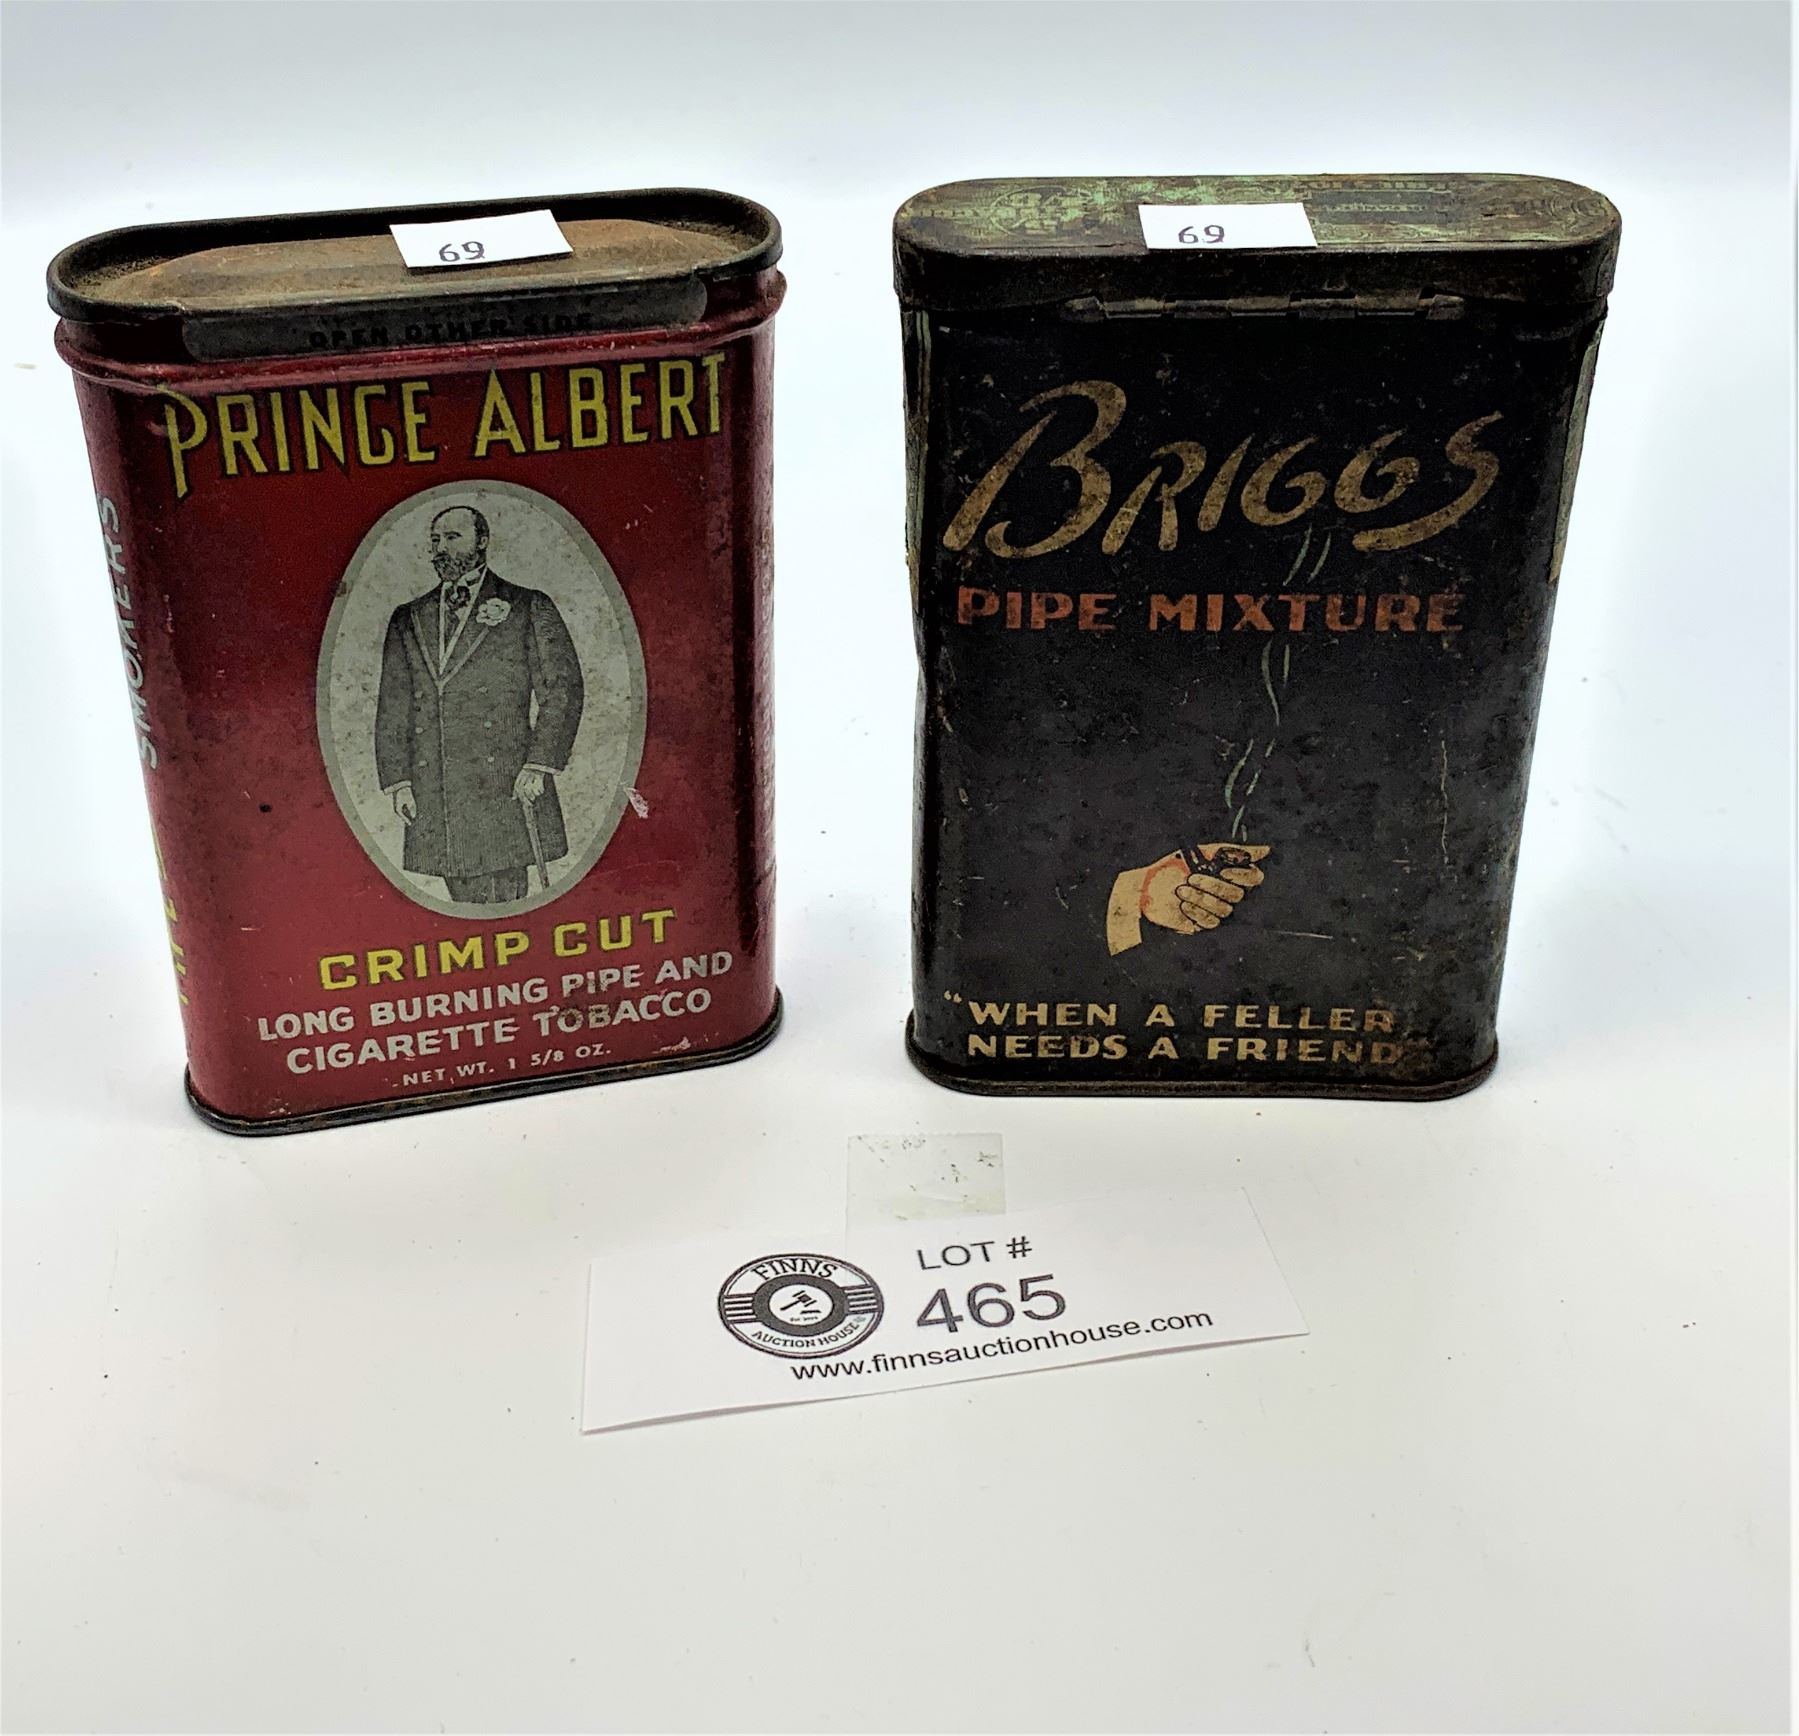 69
OPEN OTHER SIDE
PRINCE ALBERT
SMOKERS
CRIMP CUT
LONG BURNING PIPE AND
CIGARETTE TOBACCO
NET WT. 1 5/8 OZ.
69
BRIGGS
PIPE MIXTURE
"WHEN A FELLER
NEEDS A FRIEND"
FINNS
AUCTION HOUSE
LOT #
465
www.finnsauctionhouse.com